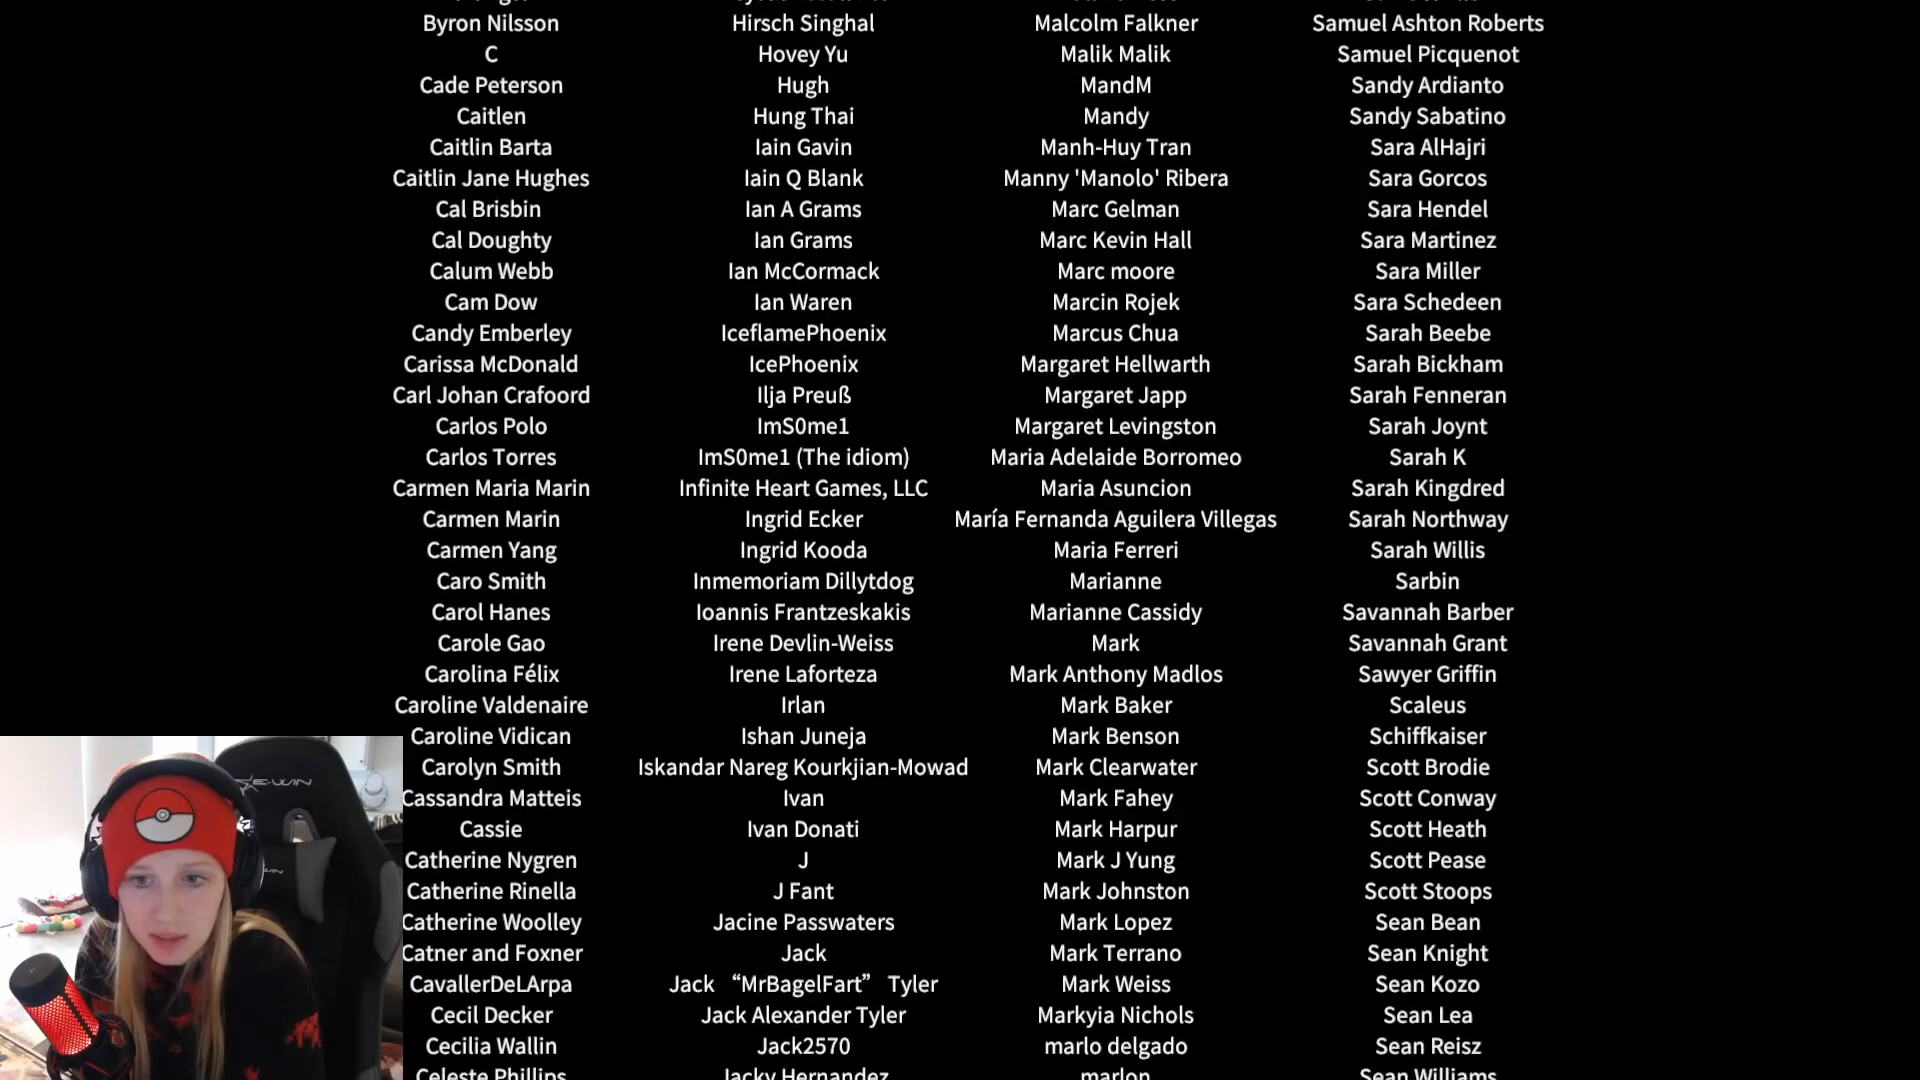 Byron Nilsson
C
Cade Peterson
Caitlen
Caitlin Barta
Caitlin Jane Hughes
Cal Brisbin
Cal Doughty
Calum Webb
Cam Dow
Candy Emberley
Carissa McDonald
Carl Johan Crafoord
Carlos Polo
Carlos Torres
Carmen Maria Marin
Carmen Marin
Carmen Yang
Caro Smith
Carol Hanes
Carole Gao
Carolina Félix
Caroline Valdenaire
Caroline Vidican
Carolyn Smith
Cassandra Matteis
Cassie
Catherine Nygren
Catherine Rinella
Catherine Woolley
Catner and Foxner
CavallerDeLArpa
Cecil Decker
Cecilia Wallin
Celeste Phillips
Hirsch Singhal
Hovey Yu
Hugh
Hung Thai
Iain Gavin
Iain Q Blank
Ian A Grams
Ian Grams
Ian McCormack
Ian Waren
IceflamePhoenix
IcePhoenix
Ilja Preuß
ImS0me1
ImS0me1 (The idiom)
Infinite Heart Games, LLC
Ingrid Ecker
Ingrid Kooda
Inmemoriam Dillytdog
Ioannis Frantzeskakis
Irene Devlin-Weiss
Irene Laforteza
Irlan
Ishan Juneja
Iskandar Nareg Kourkjian-Mowad
Ivan
Ivan Donati
J
J Fant
Jacine Passwaters
Jack
Jack “MrBagelFart” Tyler
Jack Alexander Tyler
Jack2570
Jacky Hernandez
Malcolm Falkner
Malik Malik
MandM
Mandy
Manh-Huy Tran
Manny 'Manolo' Ribera
Marc Gelman
Marc Kevin Hall
Marc moore
Marcin Rojek
Marcus Chua
Margaret Hellwarth
Margaret Japp
Margaret Levingston
Maria Adelaide Borromeo
Maria Asuncion
María Fernanda Aguilera Villegas
Maria Ferreri
Marianne
Marianne Cassidy
Mark
Mark Anthony Madlos
Mark Baker
Mark Benson
Mark Clearwater
Mark Fahey
Mark Harpur
Mark J Yung
Mark Johnston
Mark Lopez
Mark Terrano
Mark Weiss
Markyia Nichols
marlo delgado
marlon
Samuel Ashton Roberts
Samuel Picquenot
Sandy Ardianto
Sandy Sabatino
Sara AlHajri
Sara Gorcos
Sara Hendel
Sara Martinez
Sara Miller
Sara Schedeen
Sarah Beebe
Sarah Bickham
Sarah Fenneran
Sarah Joynt
Sarah K
Sarah Kingdred
Sarah Northway
Sarah Willis
Sarbin
Savannah Barber
Savannah Grant
Sawyer Griffin
Scaleus
Schiffkaiser
Scott Brodie
Scott Conway
Scott Heath
Scott Pease
Scott Stoops
Sean Bean
Sean Knight
Sean Kozo
Sean Lea
Sean Reisz
Sean Williams
E-WIN